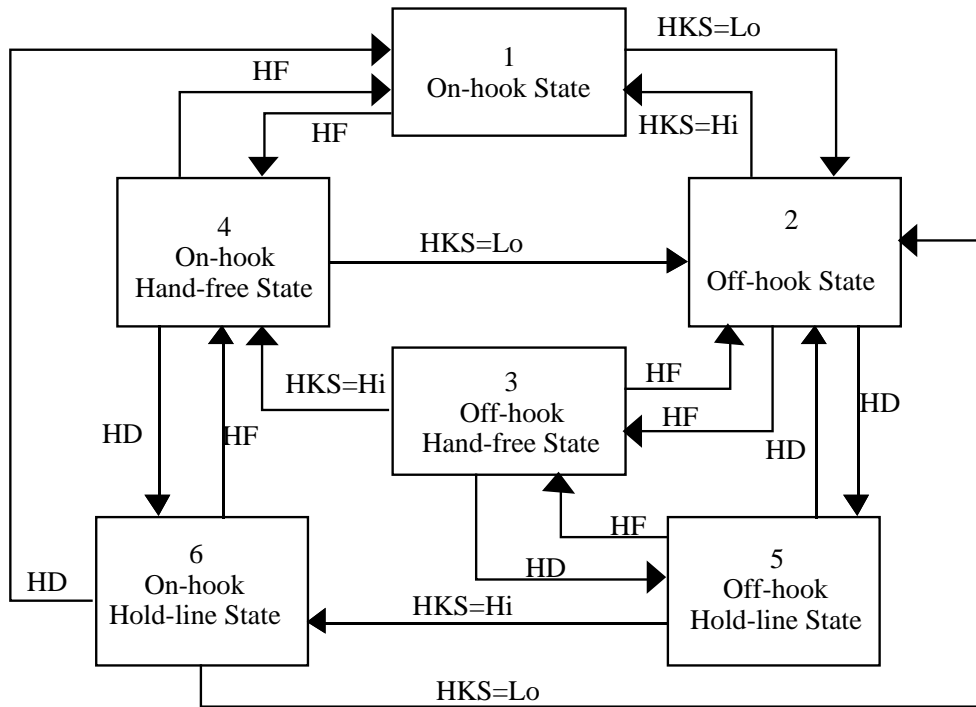 HKS=Lo
1
On-hook State
HF
HF
HKS=Hi
4
On-hook
Hand-free State
HKS=Lo
2
Off-hook State
HKS=Hi
3
Off-hook
Hand-free State
HF
HF
HD
HD
HF
HD
HF
HD
6
On-hook
Hold-line State
HD
HKS=Hi
5
Off-hook
Hold-line State
HKS=Lo